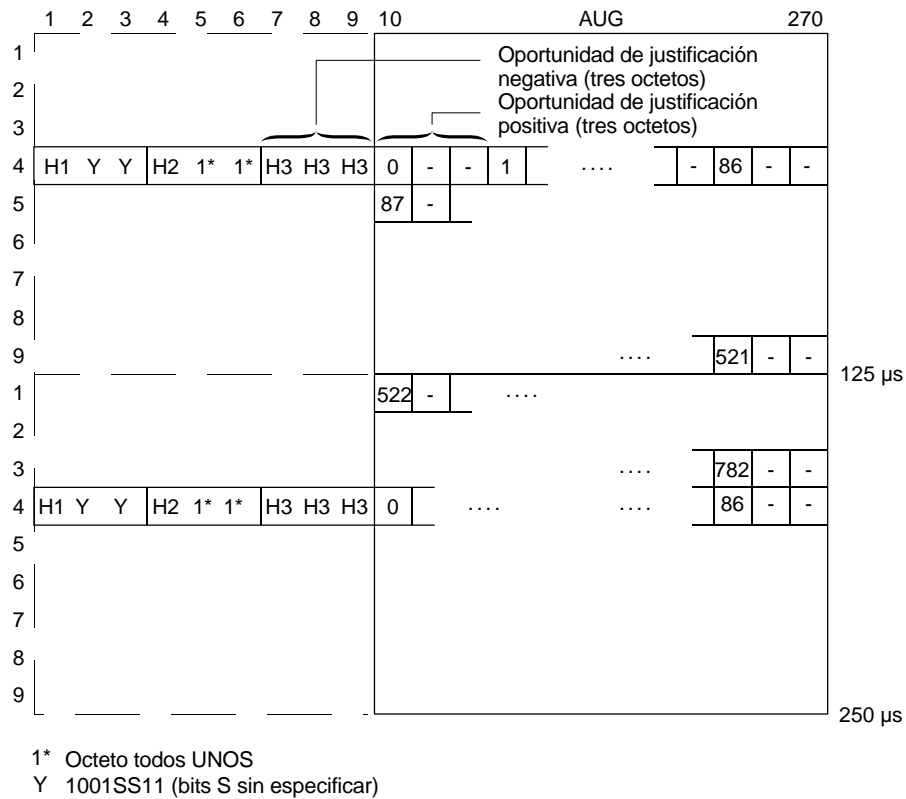 1 2 3 4 5 6 7 8 9 10 AUG 270
1
Oportunidad de justificación
negativa (tres octetos)
2
Oportunidad de justificación
positiva (tres octetos)
3
4 H1 Y Y H2 1* 1* H3 H3 H3 0 - - 1 .... - 86 - -
5 87 -
6
7
8
9 .... 521 - -
125 µs
1 522 - ....
2
3 .... 782 - -
4 H1 Y Y H2 1* 1* H3 H3 H3 0 .... .... 86 - -
5
6
7
8
9
250 µs
1* Octeto todos UNOS
Y 1001SS11 (bits S sin especificar)